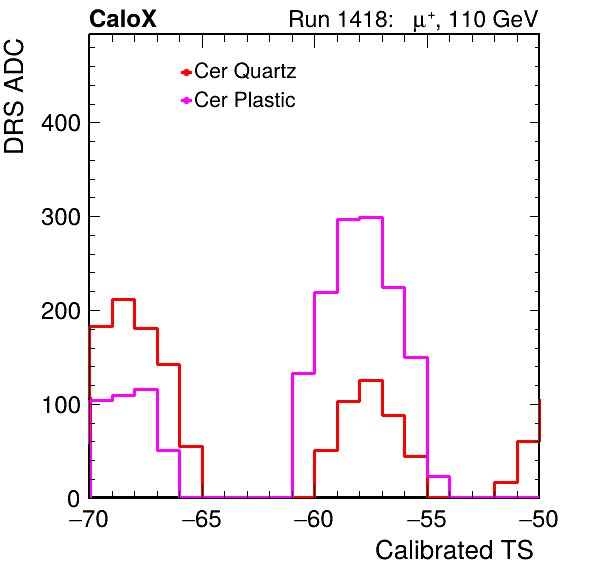 CaloX Run 1418: μ⁺, 110 GeV
DRS ADC
Cer Quartz
Cer Plastic
400
300
200
100
0
−70 −65 −60 −55 −50
Calibrated TS